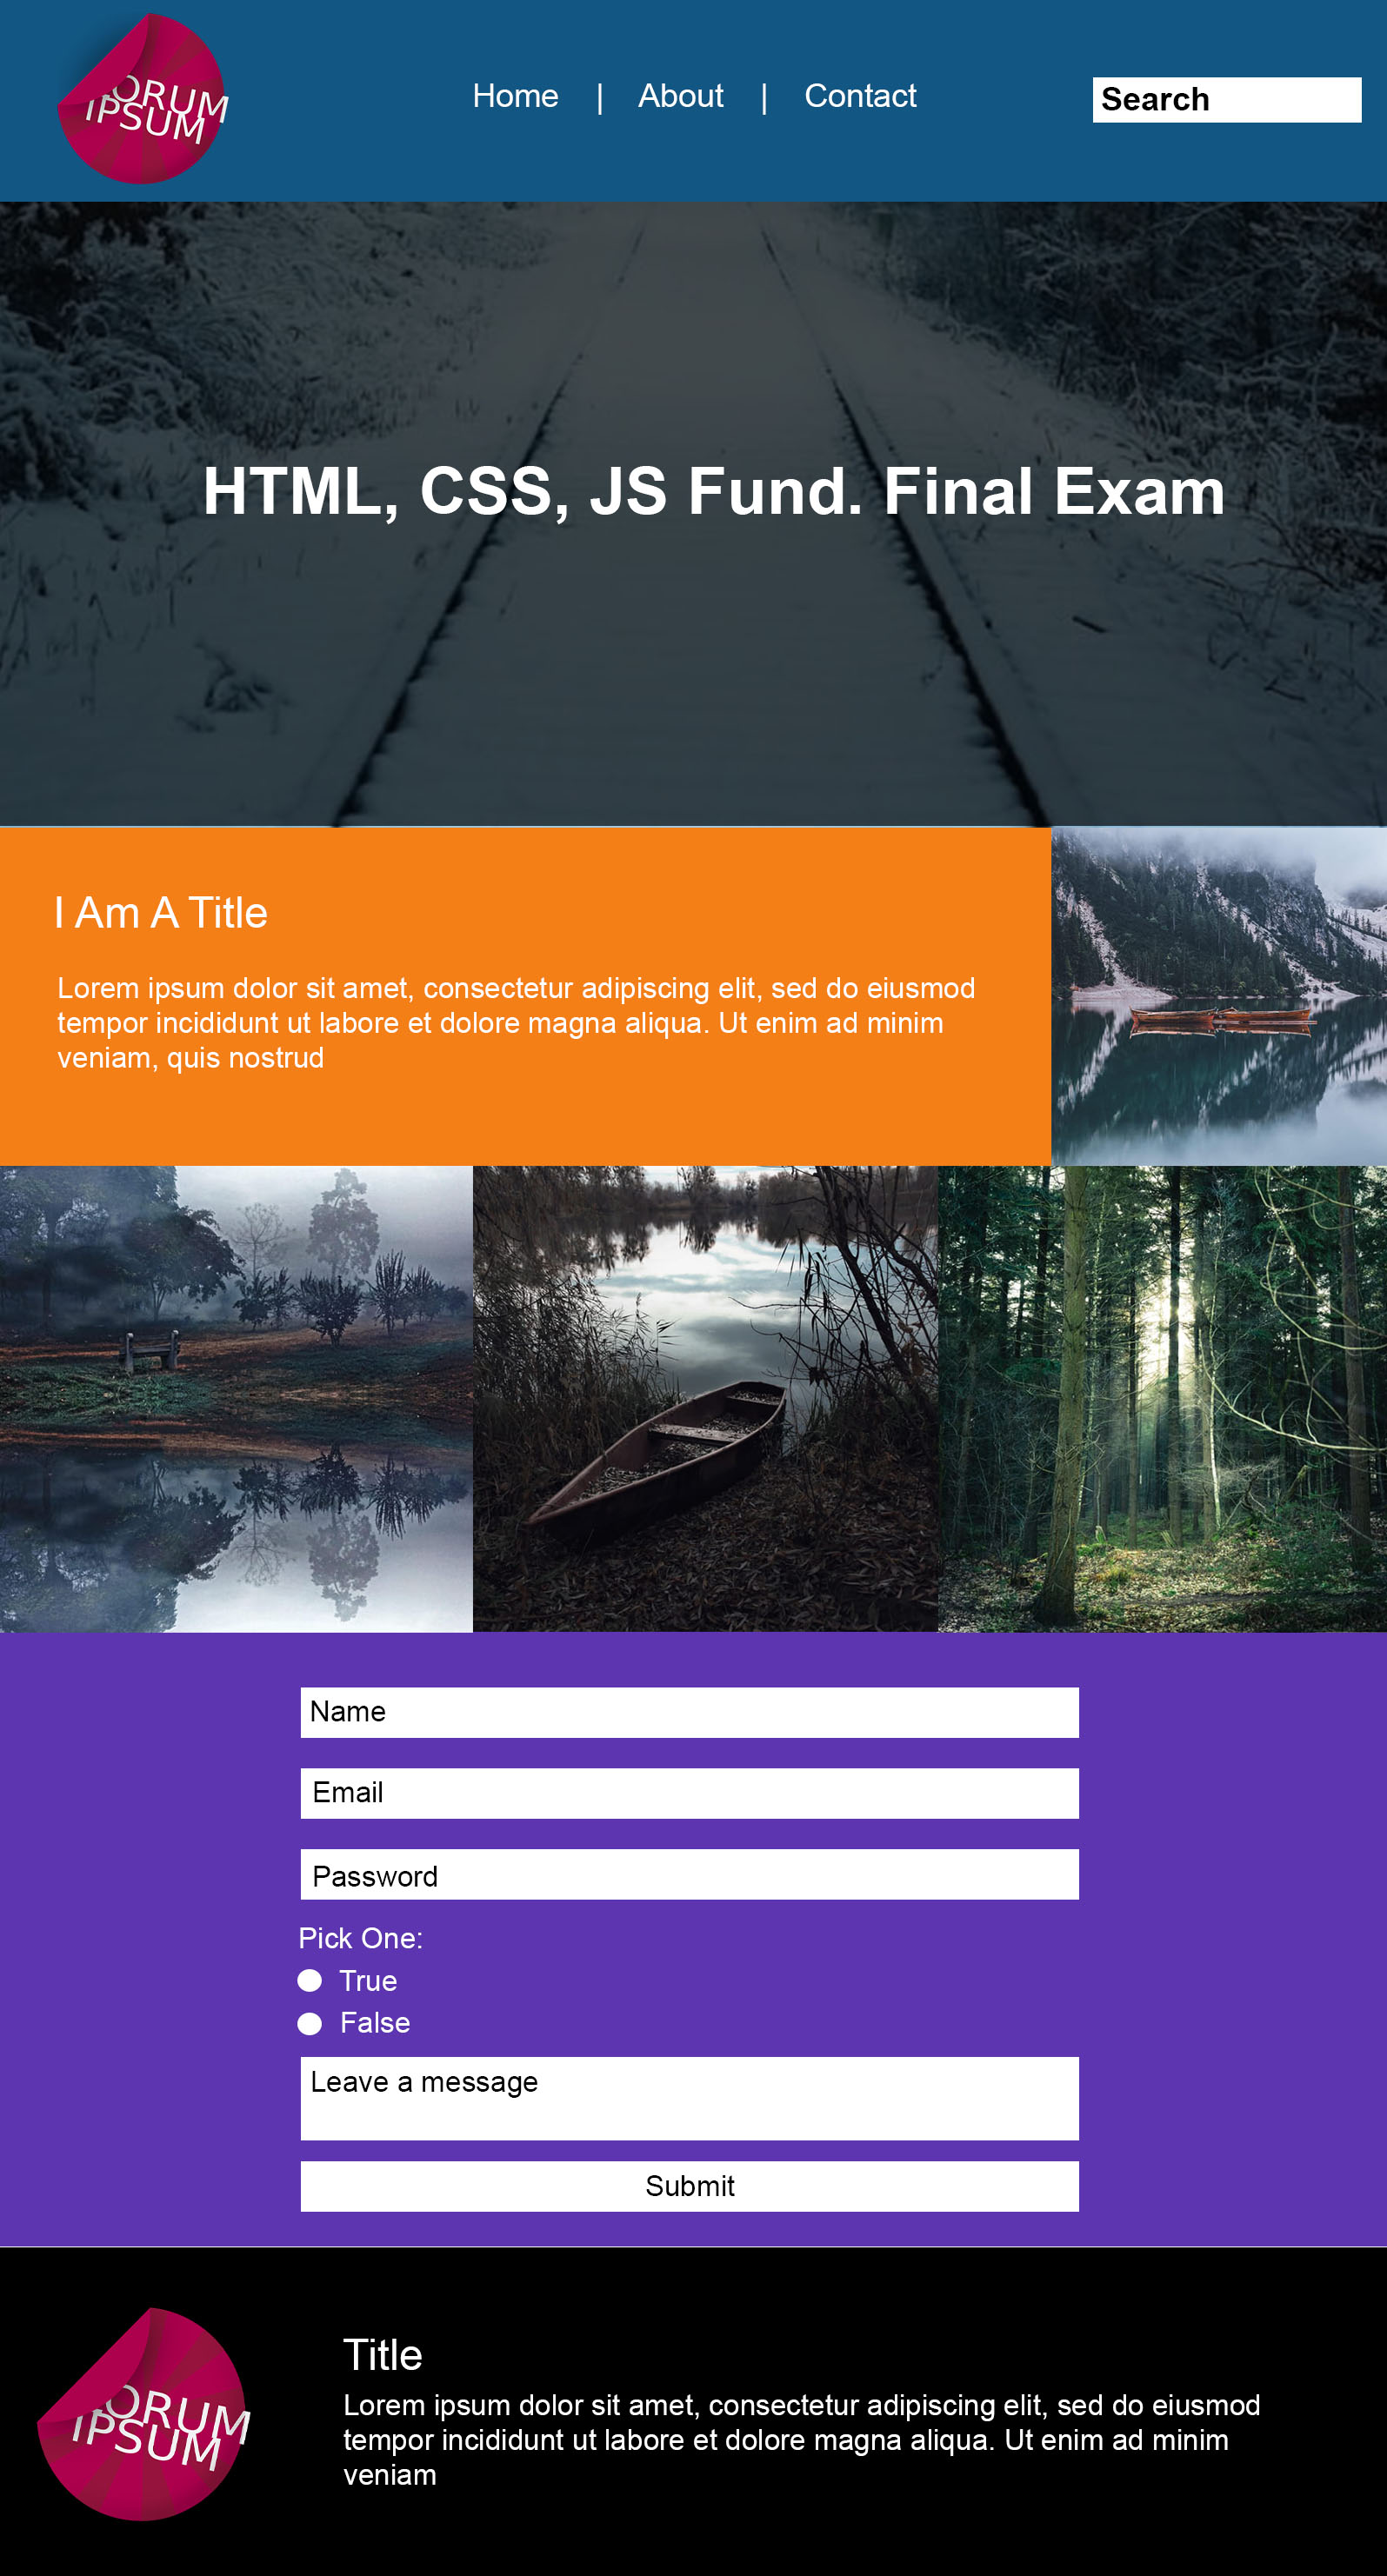 LORUM
IPSUM
Home | About | Contact
Search
HTML, CSS, JS Fund. Final Exam
I Am A Title
Lorem ipsum dolor sit amet, consectetur adipiscing elit, sed do eiusmod
tempor incididunt ut labore et dolore magna aliqua. Ut enim ad minim
veniam, quis nostrud
Name
Email
Password
Pick One:
True
False
Leave a message
Submit
LORUM
IPSUM
Title
Lorem ipsum dolor sit amet, consectetur adipiscing elit, sed do eiusmod
tempor incididunt ut labore et dolore magna aliqua. Ut enim ad minim
veniam